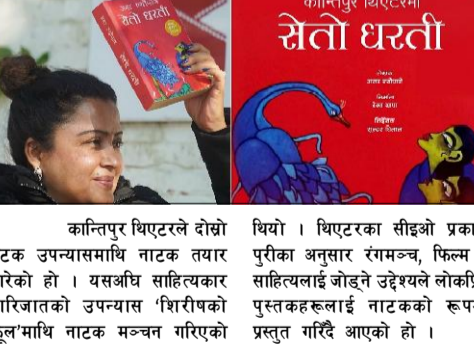 सेतो धरती
कान्तिपुर थिएटरमा
सेतो धरती
कान्तिपुर थिएटरले दोस्रो
उपन्यासमाथि नाटक तयार
हो । यसअघि साहित्यकार
उपन्यास ‘शिरीषको
नाटक मञ्चन गरिएको
थियो । थिएटरका सीइओ
पुरीका अनुसार रंगमञ्च, फिल्म
साहित्यलाई जोड्ने उद्देश्यले
पुस्तकहरूलाई नाटकको
प्रस्तुत गरिँदै आएको हो ।